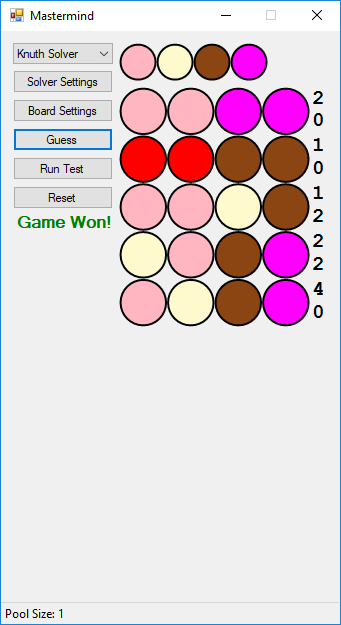 Mastermind
Knuth Solver
Solver Settings
Board Settings
Guess
Run Test
Reset
Game Won!
2
0
1
0
1
2
2
2
4
0
Pool Size: 1